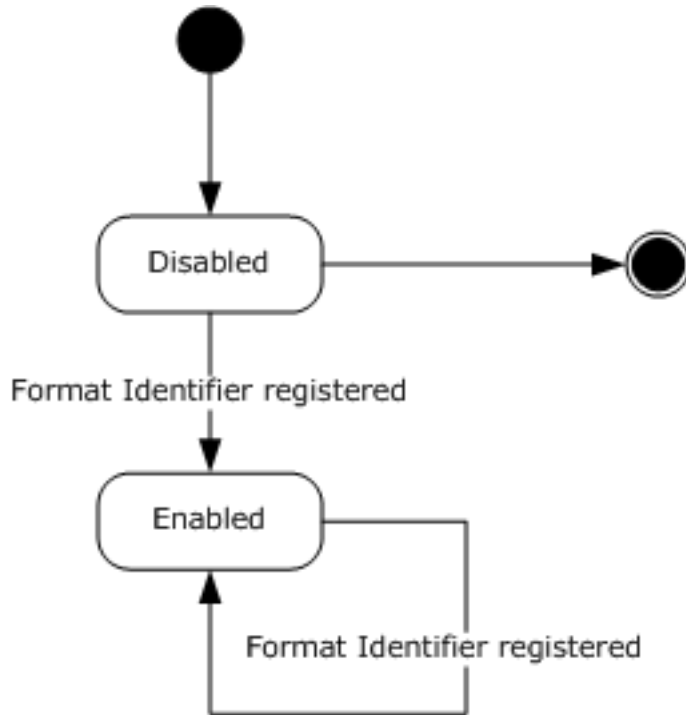 Disabled
Format Identifier registered
Enabled
Format Identifier registered